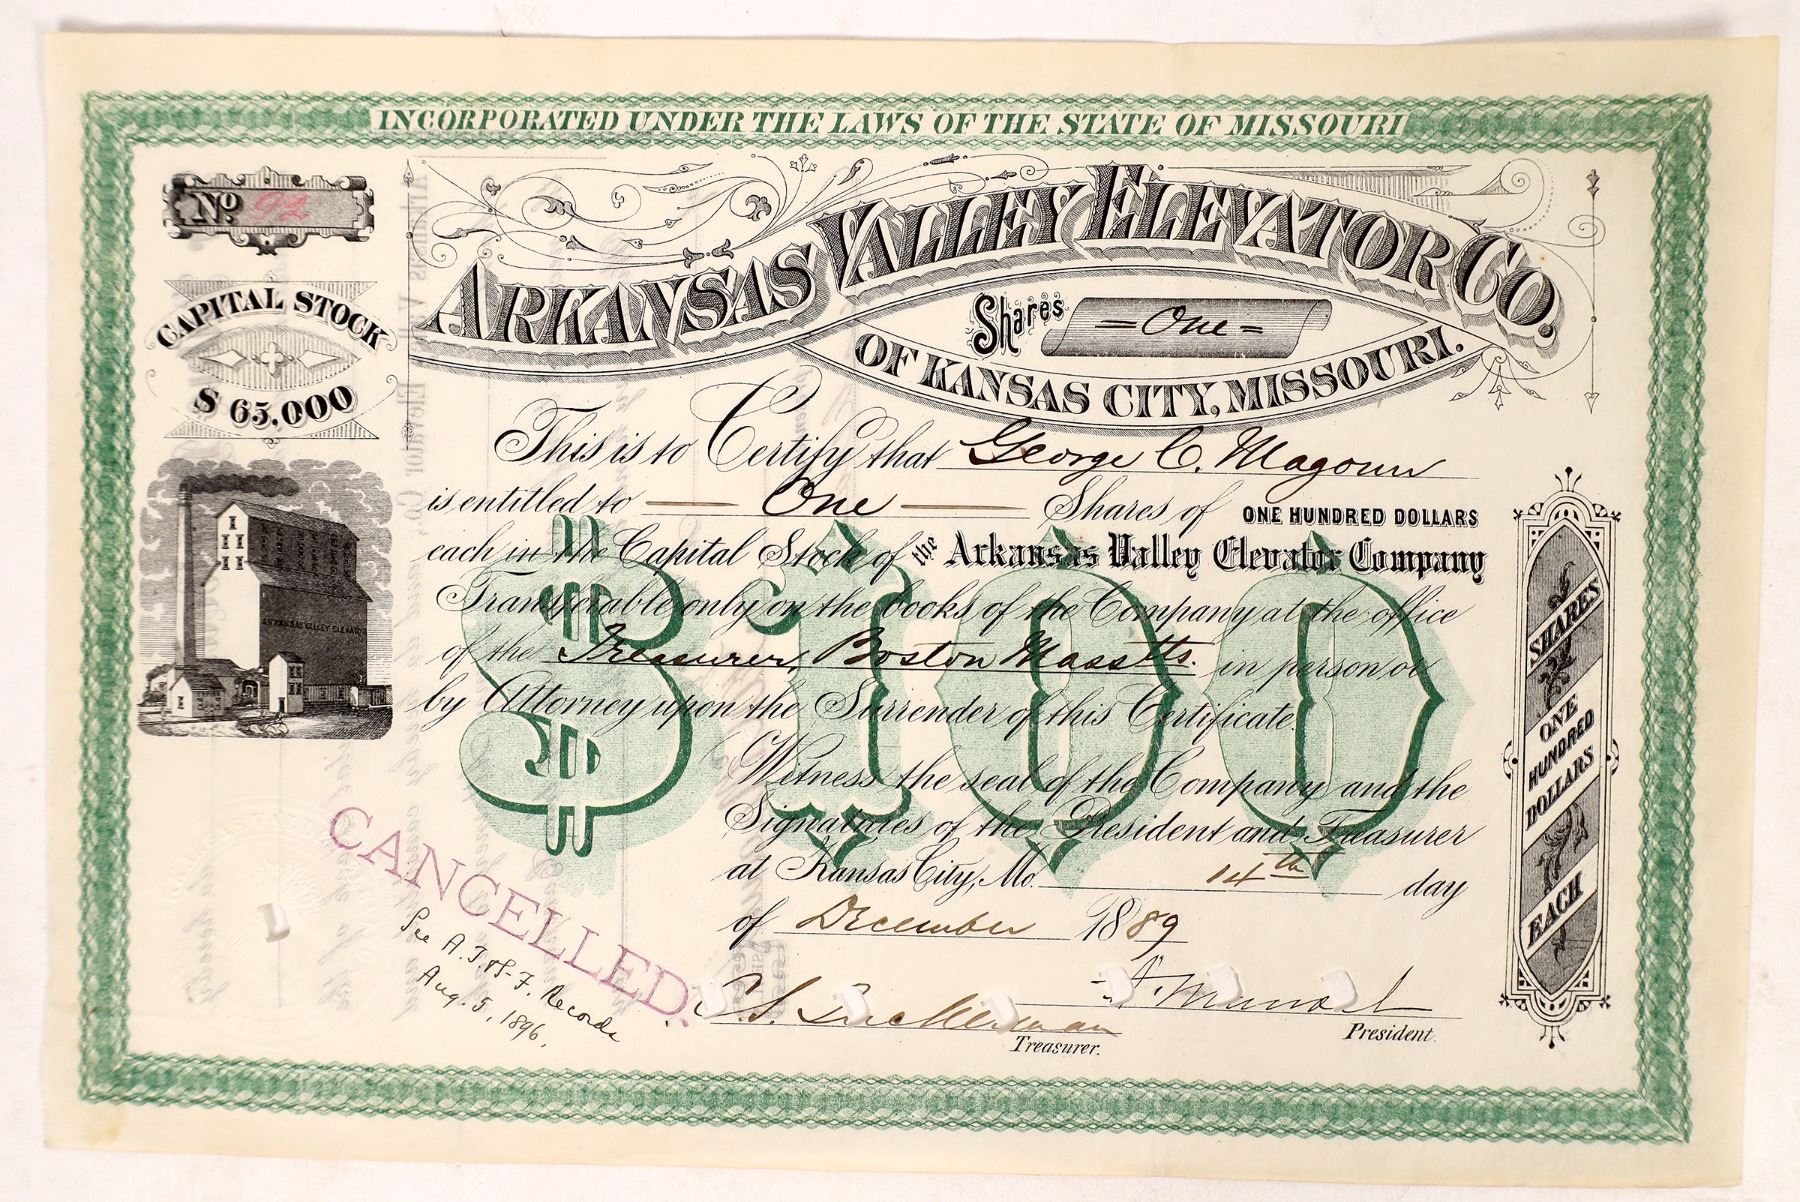 INCORPORATED UNDER THE LAWS OF THE STATE OF MISSOURI
No. 92
CAPITAL STOCK
$ 65,000
ARKANSAS VALLEY ELEVATOR CO.
Shares =One=
OF KANSAS CITY, MISSOURI.
ARKANSAS VALLEY ELEVATOR
This is to Certify that George C. Magoun
is entitled to — One — Shares of ONE HUNDRED DOLLARS
each in the Capital Stock of the Arkansas Valley Elevator Company
Transferable only on the books of the Company at the office
of the Treasurer, Boston Masstts. in person or
by Attorney upon the Surrender of this Certificate.
$100
Witness the seal of the Company and the
Signatures of the President and Treasurer
at Kansas City, Mo. 14th day
of December 1889
Treasurer.
President.
SHARES
ONE
HUNDRED
DOLLARS
EACH
CANCELLED.
See A.T. & S-F. Records
Aug. 5, 1896.